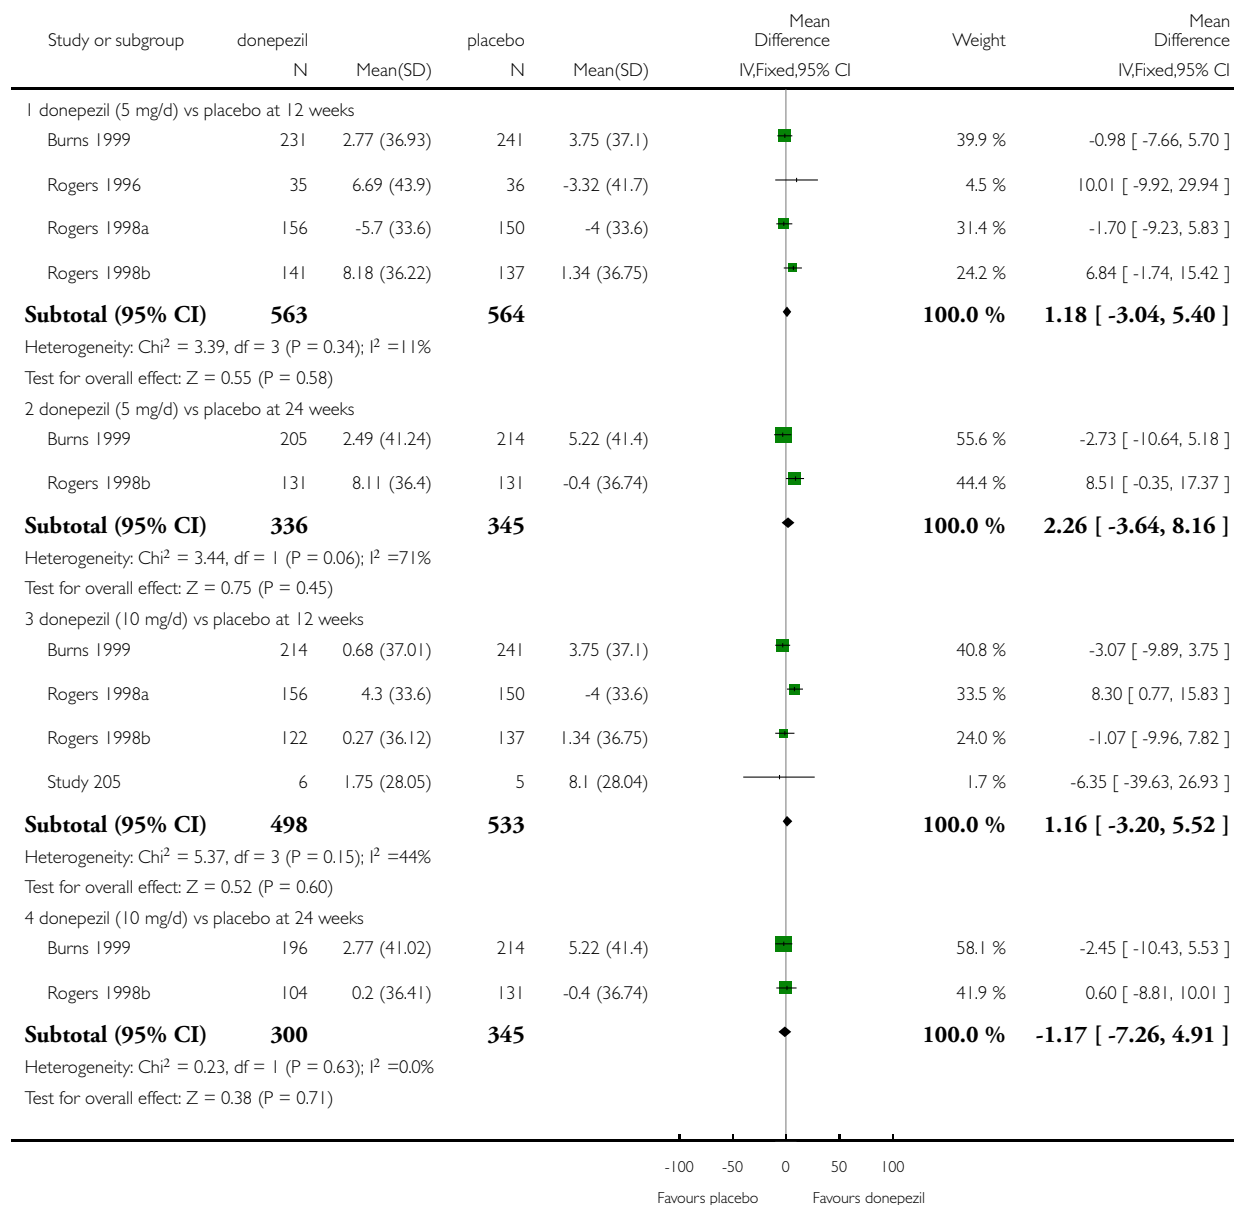 Study or subgroup donepezil placebo Mean Difference Weight Mean Difference
N Mean(SD) N Mean(SD) IV,Fixed,95% CI IV,Fixed,95% CI
1 donepezil (5 mg/d) vs placebo at 12 weeks
Burns 1999 231 2.77 (36.93) 241 3.75 (37.1) 39.9 % -0.98 [ -7.66, 5.70 ]
Rogers 1996 35 6.69 (43.9) 36 -3.32 (41.7) 4.5 % 10.01 [ -9.92, 29.94 ]
Rogers 1998a 156 -5.7 (33.6) 150 -4 (33.6) 31.4 % -1.70 [ -9.23, 5.83 ]
Rogers 1998b 141 8.18 (36.22) 137 1.34 (36.75) 24.2 % 6.84 [ -1.74, 15.42 ]
Subtotal (95% CI) 563 564 100.0 % 1.18 [ -3.04, 5.40 ]
Heterogeneity: Chi² = 3.39, df = 3 (P = 0.34); I² =11%
Test for overall effect: Z = 0.55 (P = 0.58)
2 donepezil (5 mg/d) vs placebo at 24 weeks
Burns 1999 205 2.49 (41.24) 214 5.22 (41.4) 55.6 % -2.73 [ -10.64, 5.18 ]
Rogers 1998b 131 8.11 (36.4) 131 -0.4 (36.74) 44.4 % 8.51 [ -0.35, 17.37 ]
Subtotal (95% CI) 336 345 100.0 % 2.26 [ -3.64, 8.16 ]
Heterogeneity: Chi² = 3.44, df = 1 (P = 0.06); I² =71%
Test for overall effect: Z = 0.75 (P = 0.45)
3 donepezil (10 mg/d) vs placebo at 12 weeks
Burns 1999 214 0.68 (37.01) 241 3.75 (37.1) 40.8 % -3.07 [ -9.89, 3.75 ]
Rogers 1998a 156 4.3 (33.6) 150 -4 (33.6) 33.5 % 8.30 [ 0.77, 15.83 ]
Rogers 1998b 122 0.27 (36.12) 137 1.34 (36.75) 24.0 % -1.07 [ -9.96, 7.82 ]
Study 205 6 1.75 (28.05) 5 8.1 (28.04) 1.7 % -6.35 [ -39.63, 26.93 ]
Subtotal (95% CI) 498 533 100.0 % 1.16 [ -3.20, 5.52 ]
Heterogeneity: Chi² = 5.37, df = 3 (P = 0.15); I² =44%
Test for overall effect: Z = 0.52 (P = 0.60)
4 donepezil (10 mg/d) vs placebo at 24 weeks
Burns 1999 196 2.77 (41.02) 214 5.22 (41.4) 58.1 % -2.45 [ -10.43, 5.53 ]
Rogers 1998b 104 0.2 (36.41) 131 -0.4 (36.74) 41.9 % 0.60 [ -8.81, 10.01 ]
Subtotal (95% CI) 300 345 100.0 % -1.17 [ -7.26, 4.91 ]
Heterogeneity: Chi² = 0.23, df = 1 (P = 0.63); I² =0.0%
Test for overall effect: Z = 0.38 (P = 0.71)
-100 -50 0 50 100
Favours placebo Favours donepezil